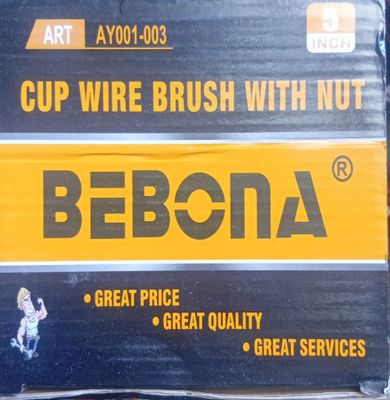 ART AY001-003
5
INCH
CUP WIRE BRUSH WITH NUT
BEBONA®
• GREAT PRICE
• GREAT QUALITY
• GREAT SERVICES